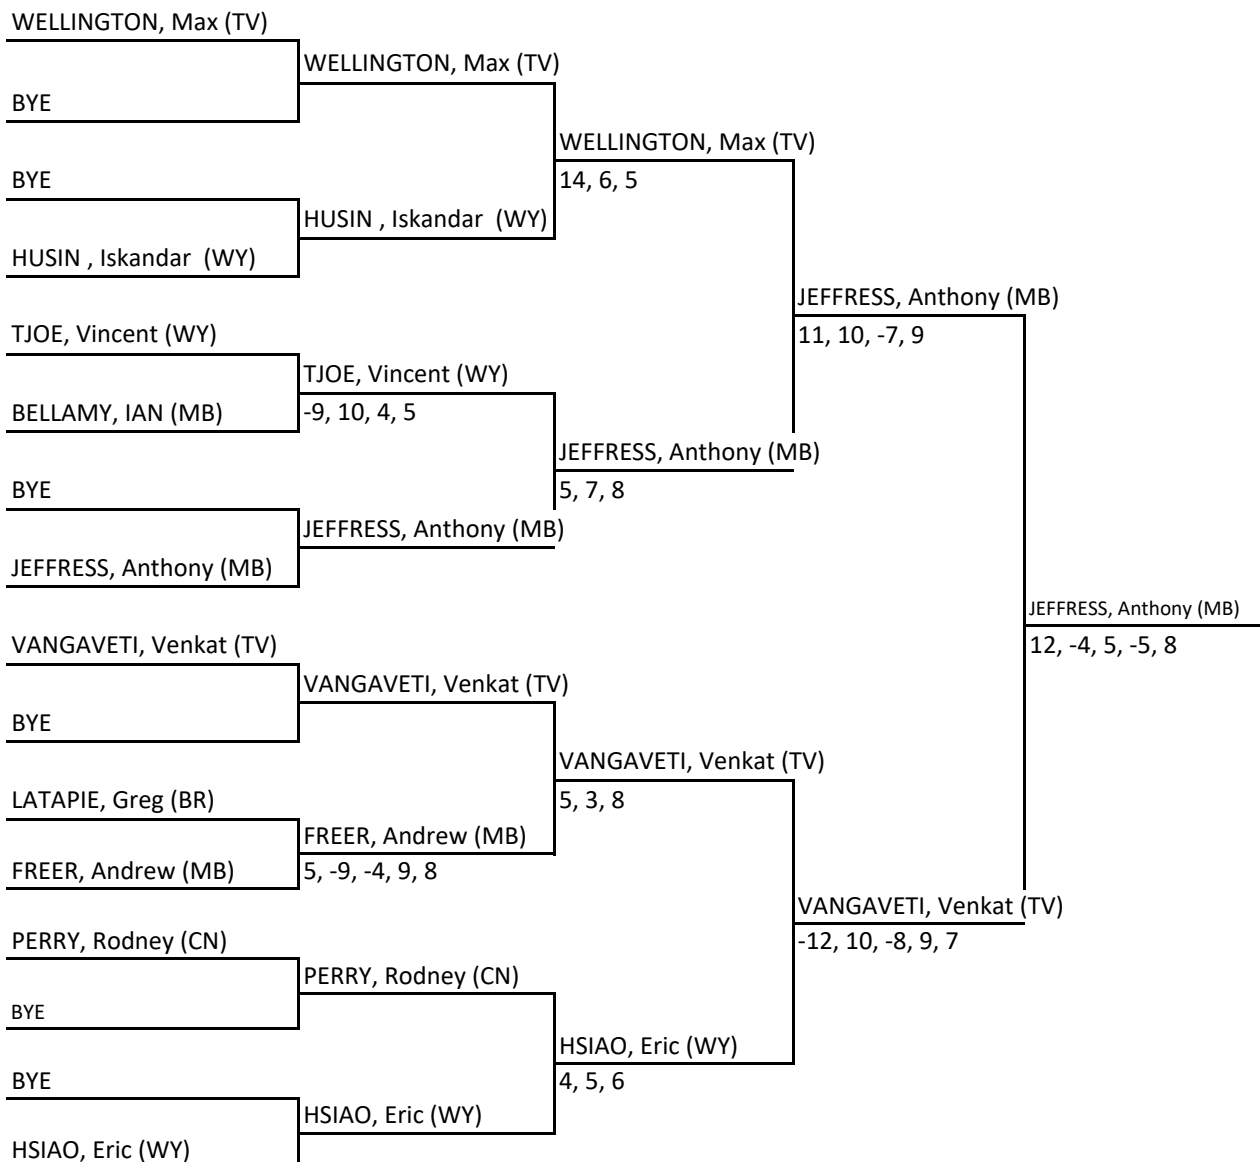 WELLINGTON, Max (TV)
WELLINGTON, Max (TV)
BYE
WELLINGTON, Max (TV)
BYE
14, 6, 5
HUSIN , Iskandar  (WY)
HUSIN , Iskandar  (WY)
JEFFRESS, Anthony (MB)
TJOE, Vincent (WY)
11, 10, -7, 9
TJOE, Vincent (WY)
BELLAMY, IAN (MB)
-9, 10, 4, 5
JEFFRESS, Anthony (MB)
BYE
5, 7, 8
JEFFRESS, Anthony (MB)
JEFFRESS, Anthony (MB)
JEFFRESS, Anthony (MB)
VANGAVETI, Venkat (TV)
12, -4, 5, -5, 8
VANGAVETI, Venkat (TV)
BYE
VANGAVETI, Venkat (TV)
LATAPIE, Greg (BR)
5, 3, 8
FREER, Andrew (MB)
FREER, Andrew (MB)
5, -9, -4, 9, 8
VANGAVETI, Venkat (TV)
PERRY, Rodney (CN)
-12, 10, -8, 9, 7
PERRY, Rodney (CN)
BYE
HSIAO, Eric (WY)
BYE
4, 5, 6
HSIAO, Eric (WY)
HSIAO, Eric (WY)